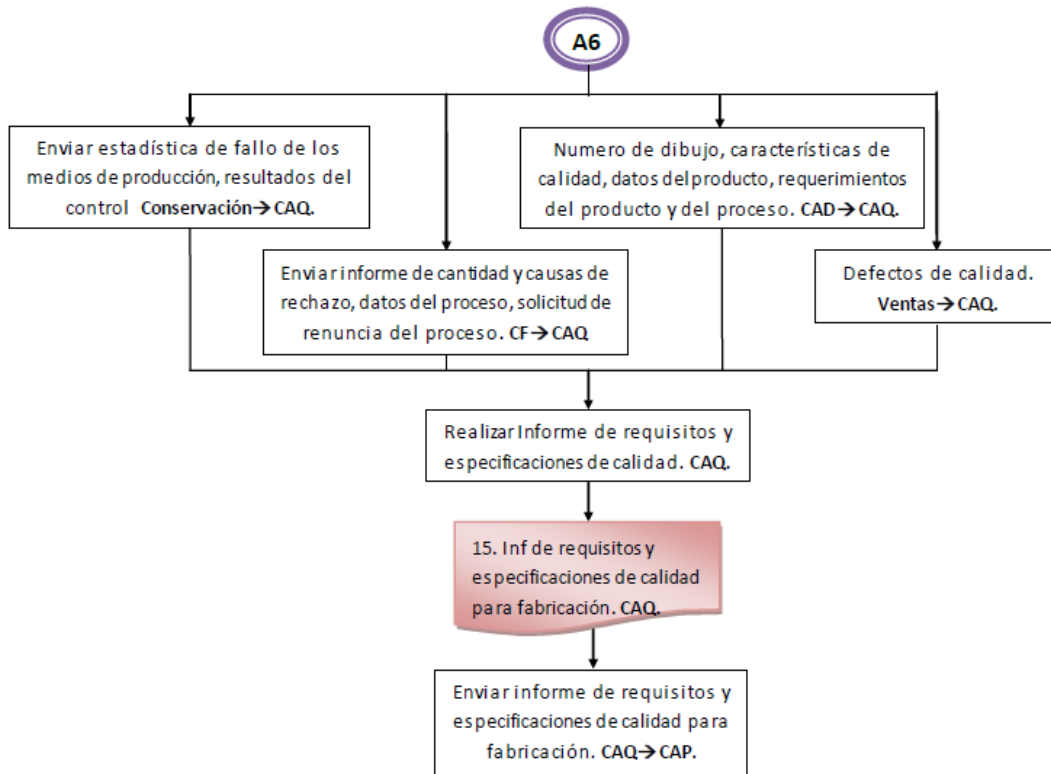 A6
Enviar estadística de fallo de los
medios de producción, resultados del
control Conservación→CAQ.
Numero de dibujo, características de
calidad, datos del producto, requerimientos
del producto y del proceso. CAD→CAQ.
Enviar informe de cantidad y causas de
rechazo, datos del proceso, solicitud de
renuncia del proceso. CF→CAQ
Defectos de calidad.
Ventas→CAQ.
Realizar Informe de requisitos y
especificaciones de calidad. CAQ.
15. Inf de requisitos y
especificaciones de calidad
para fabricación. CAQ.
Enviar informe de requisitos y
especificaciones de calidad para
fabricación. CAQ→CAP.